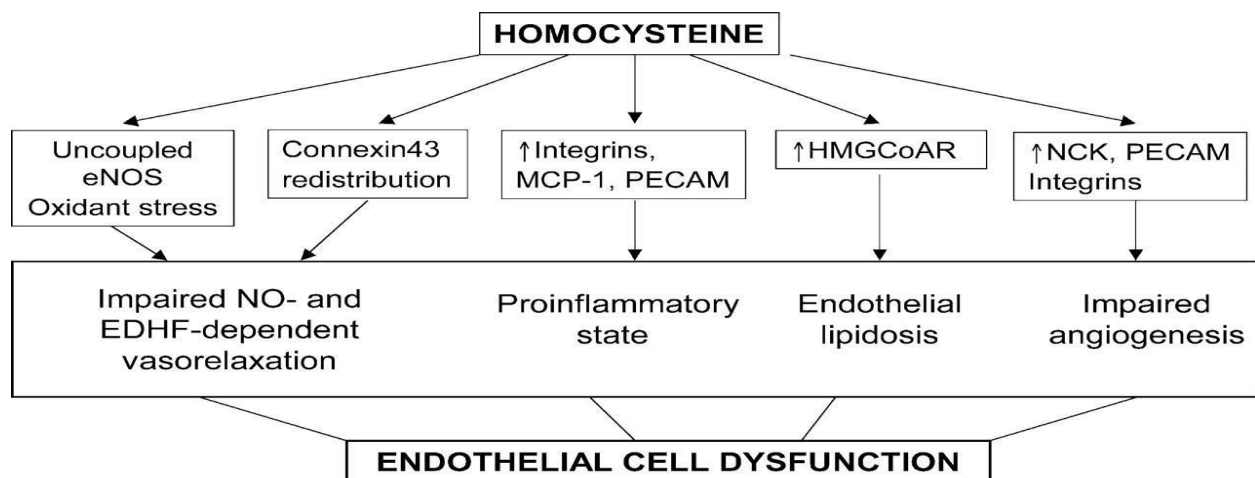 HOMOCYSTEINE
Uncoupled
eNOS
Oxidant stress
Connexin43
redistribution
↑Integrins,
MCP-1, PECAM
↑HMGCoAR
↑NCK, PECAM
Integrins
Impaired NO- and
EDHF-dependent
vasorelaxation
Proinflammatory
state
Endothelial
lipidosis
Impaired
angiogenesis
ENDOTHELIAL CELL DYSFUNCTION